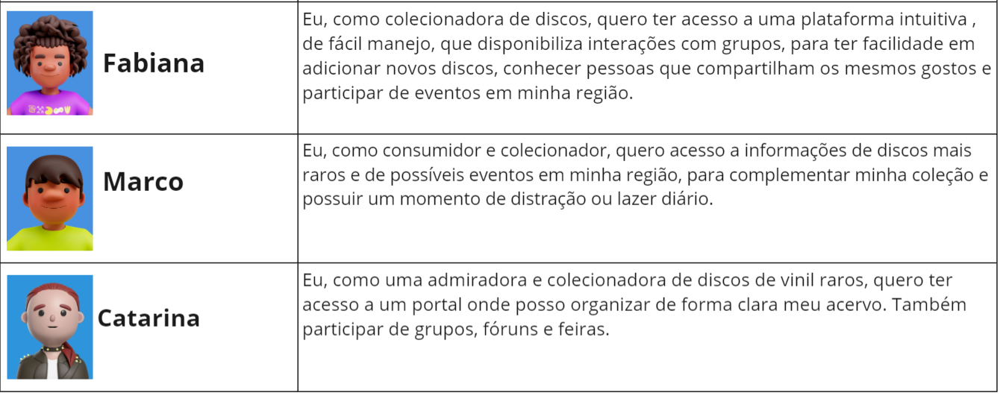 Fabiana
Eu, como colecionadora de discos, quero ter acesso a uma plataforma intuitiva ,
de fácil manejo, que disponibiliza interações com grupos, para ter facilidade em
adicionar novos discos, conhecer pessoas que compartilham os mesmos gostos e
participar de eventos em minha região.
Marco
Eu, como consumidor e colecionador, quero acesso a informações de discos mais
raros e de possíveis eventos em minha região, para complementar minha coleção e
possuir um momento de distração ou lazer diário.
Catarina
Eu, como uma admiradora e colecionadora de discos de vinil raros, quero ter
acesso a um portal onde posso organizar de forma clara meu acervo. Também
participar de grupos, fóruns e feiras.